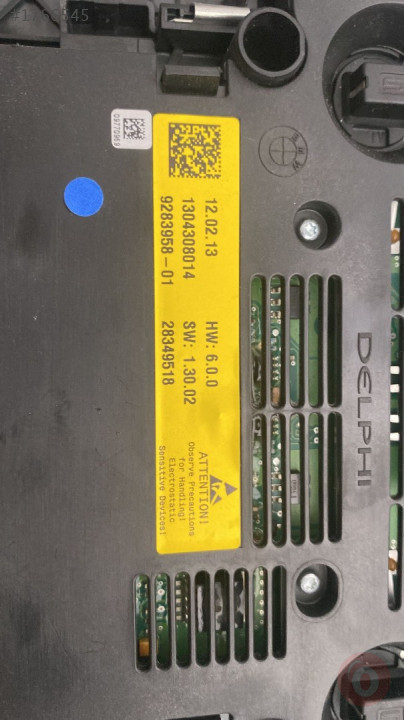 12.02.13 HW: 6.0.0
1304308014 SW: 1.30.02
9283958-01 28349518
ATTENTION!
Observe Precautions
for Handling!
Electrostatic
Sensitive Devices!
DELPHI